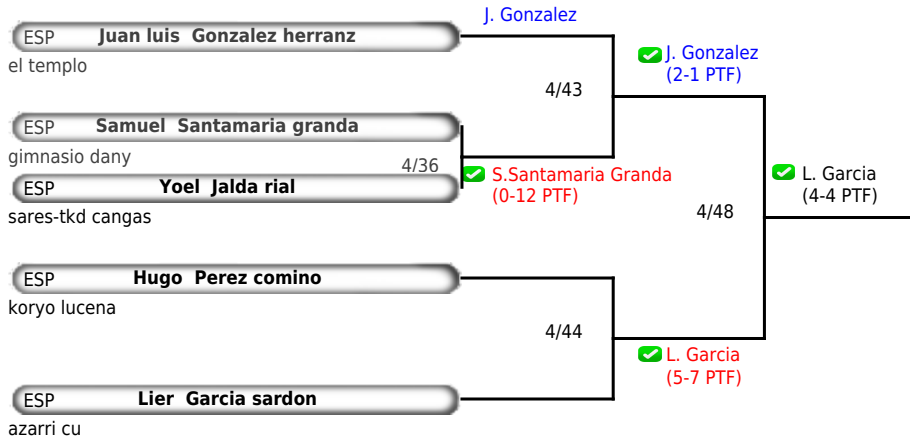 J. Gonzalez
ESP Juan luis Gonzalez herranz
el templo
J. Gonzalez
(2-1 PTF)
4/43
ESP Samuel Santamaria granda
gimnasio dany
4/36
S.Santamaria Granda
(0-12 PTF)
ESP Yoel Jalda rial
sares-tkd cangas
L. Garcia
(4-4 PTF)
4/48
ESP Hugo Perez comino
koryo lucena
4/44
L. Garcia
(5-7 PTF)
ESP Lier Garcia sardon
azarri cu